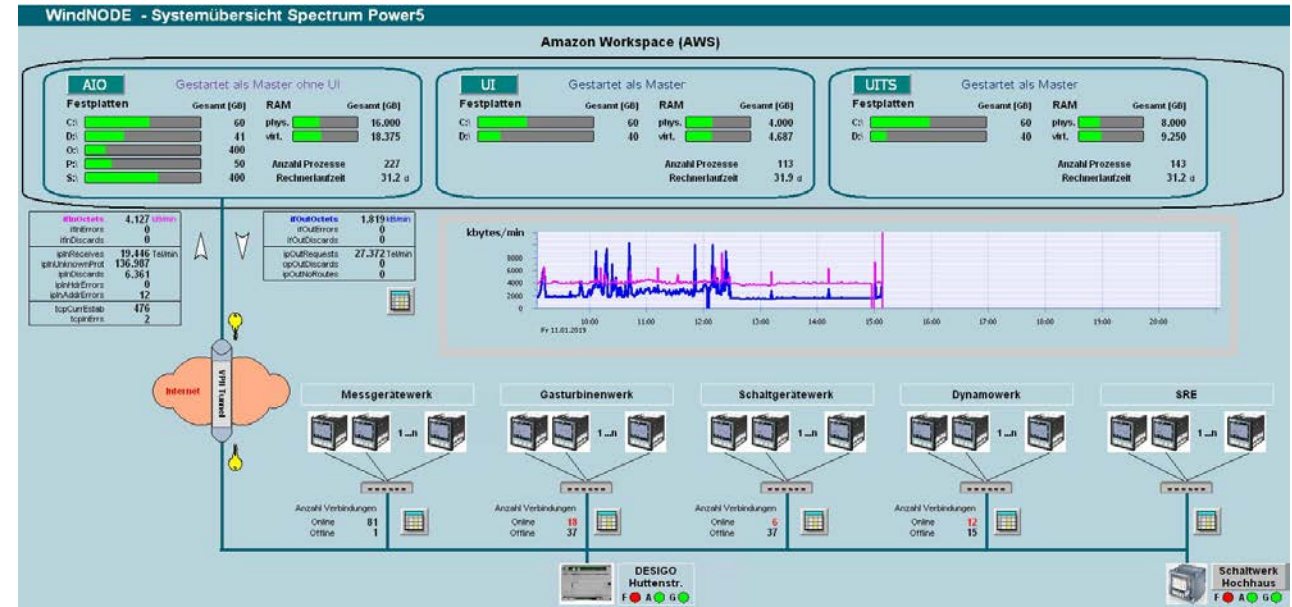 WindNODE - Systemübersicht Spectrum Power5
Amazon Workspace (AWS)
AIO Gestartet als Master ohne UI
Festplatten Gesamt [GB] RAM Gesamt [GB]
C:\ 60 phys. 16.000
D:\ 41 virt. 18.375
O:\ 400
P:\ 50 Anzahl Prozesse 227
S:\ 400 Rechnerlaufzeit 31.2 d
UI Gestartet als Master
Festplatten Gesamt [GB] RAM Gesamt [GB]
C:\ 60 phys. 4.000
D:\ 40 virt. 4.687
Anzahl Prozesse 113
Rechnerlaufzeit 31.9 d
UITS Gestartet als Master
Festplatten Gesamt [GB] RAM Gesamt [GB]
C:\ 60 phys. 8.000
D:\ 40 virt. 9.250
Anzahl Prozesse 143
Rechnerlaufzeit 31.2 d
ifInOctets 4.127 kB/min
ifInErrors 0
ifInDiscards 0
ipInReceives 19.446 Tel/min
ipInUnknownProt 136.987
ipInDiscards 6.361
ipInHdrErrors 0
ipInAddrErrors 12
tcpCurrEstab 476
tcpInErrs 2
ifOutOctets 1.819 kB/min
ifOutErrors 0
ifOutDiscards 0
ipOutRequests 27.372 Tel/min
opOutDiscards 0
ipOutNoRoutes 0
kbytes/min
8000
6000
4000
2000
0
10:00 11:00 12:00 13:00 14:00 15:00 16:00 17:00 18:00 19:00 20:00
Fr 11.01.2019
Internet
VPN Tunnel
Messgerätewerk
1...n
Anzahl Verbindungen
Online 81
Offline 1
Gasturbinenwerk
1...n
Anzahl Verbindungen
Online 18
Offline 37
Schaltgerätewerk
1...n
Anzahl Verbindungen
Online 6
Offline 37
Dynamowerk
1...n
Anzahl Verbindungen
Online 12
Offline 15
SRE
1...n
DESIGO
Huttenstr.
F A G
Schaltwerk
Hochhaus
F A G